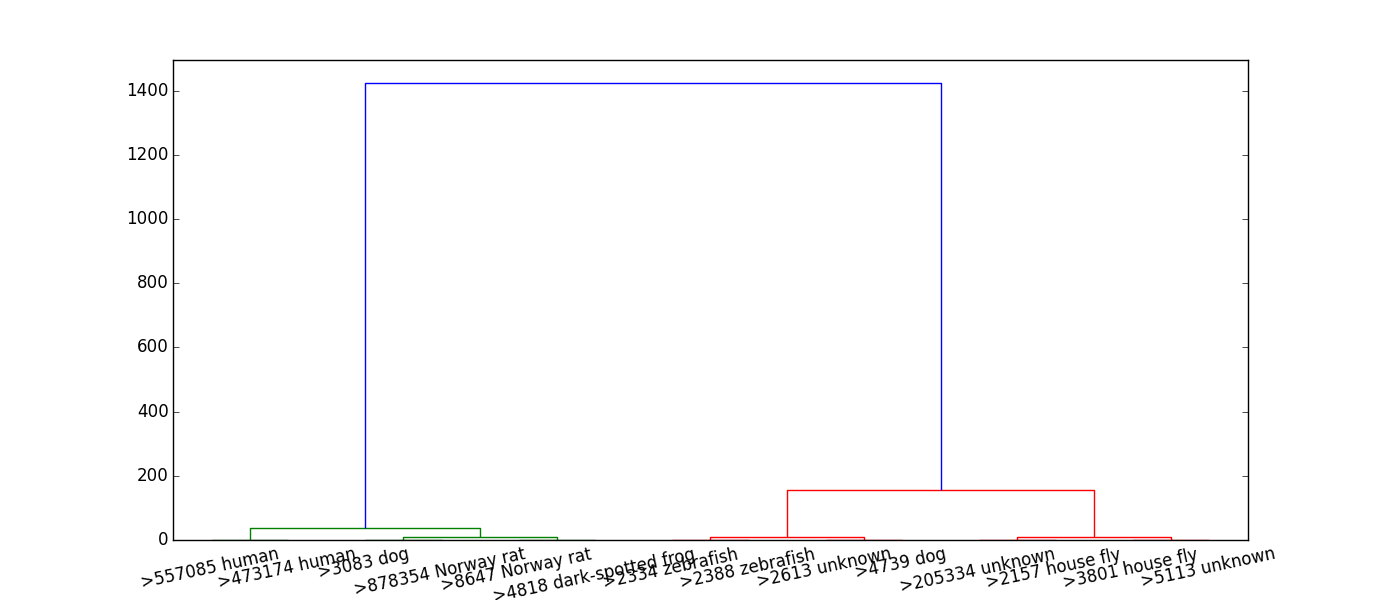 1400
1200
1000
800
600
400
200
0
>557085 human
>473174 human
>3083 dog
>878354 Norway rat
>8647 Norway rat
>4818 dark-spotted frog
>2334 zebrafish
>2388 zebrafish
>2613 unknown
>4739 dog
>205334 unknown
>2157 house fly
>3801 house fly
>5113 unknown